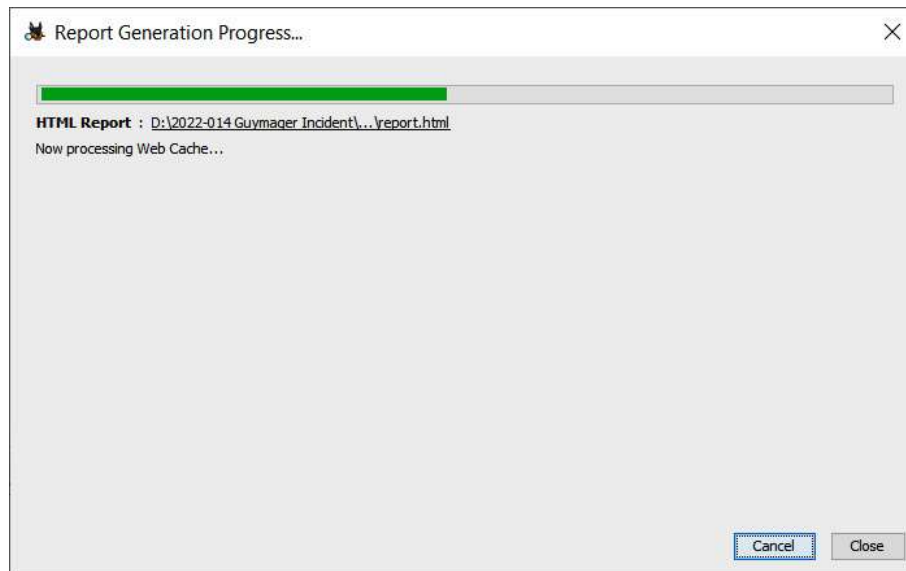 Report Generation Progress...
HTML Report : D:\2022-014 Guymager Incident\...\report.html
Now processing Web Cache...
Cancel Close